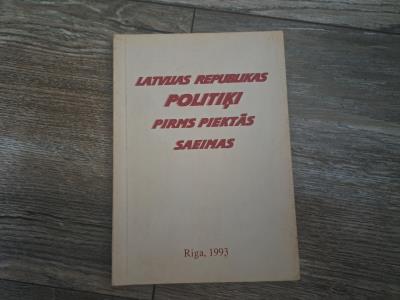 LATVIJAS REPUBLIKAS
POLITIĶI
PIRMS PIEKTĀS
SAEIMAS
Rīga, 1993